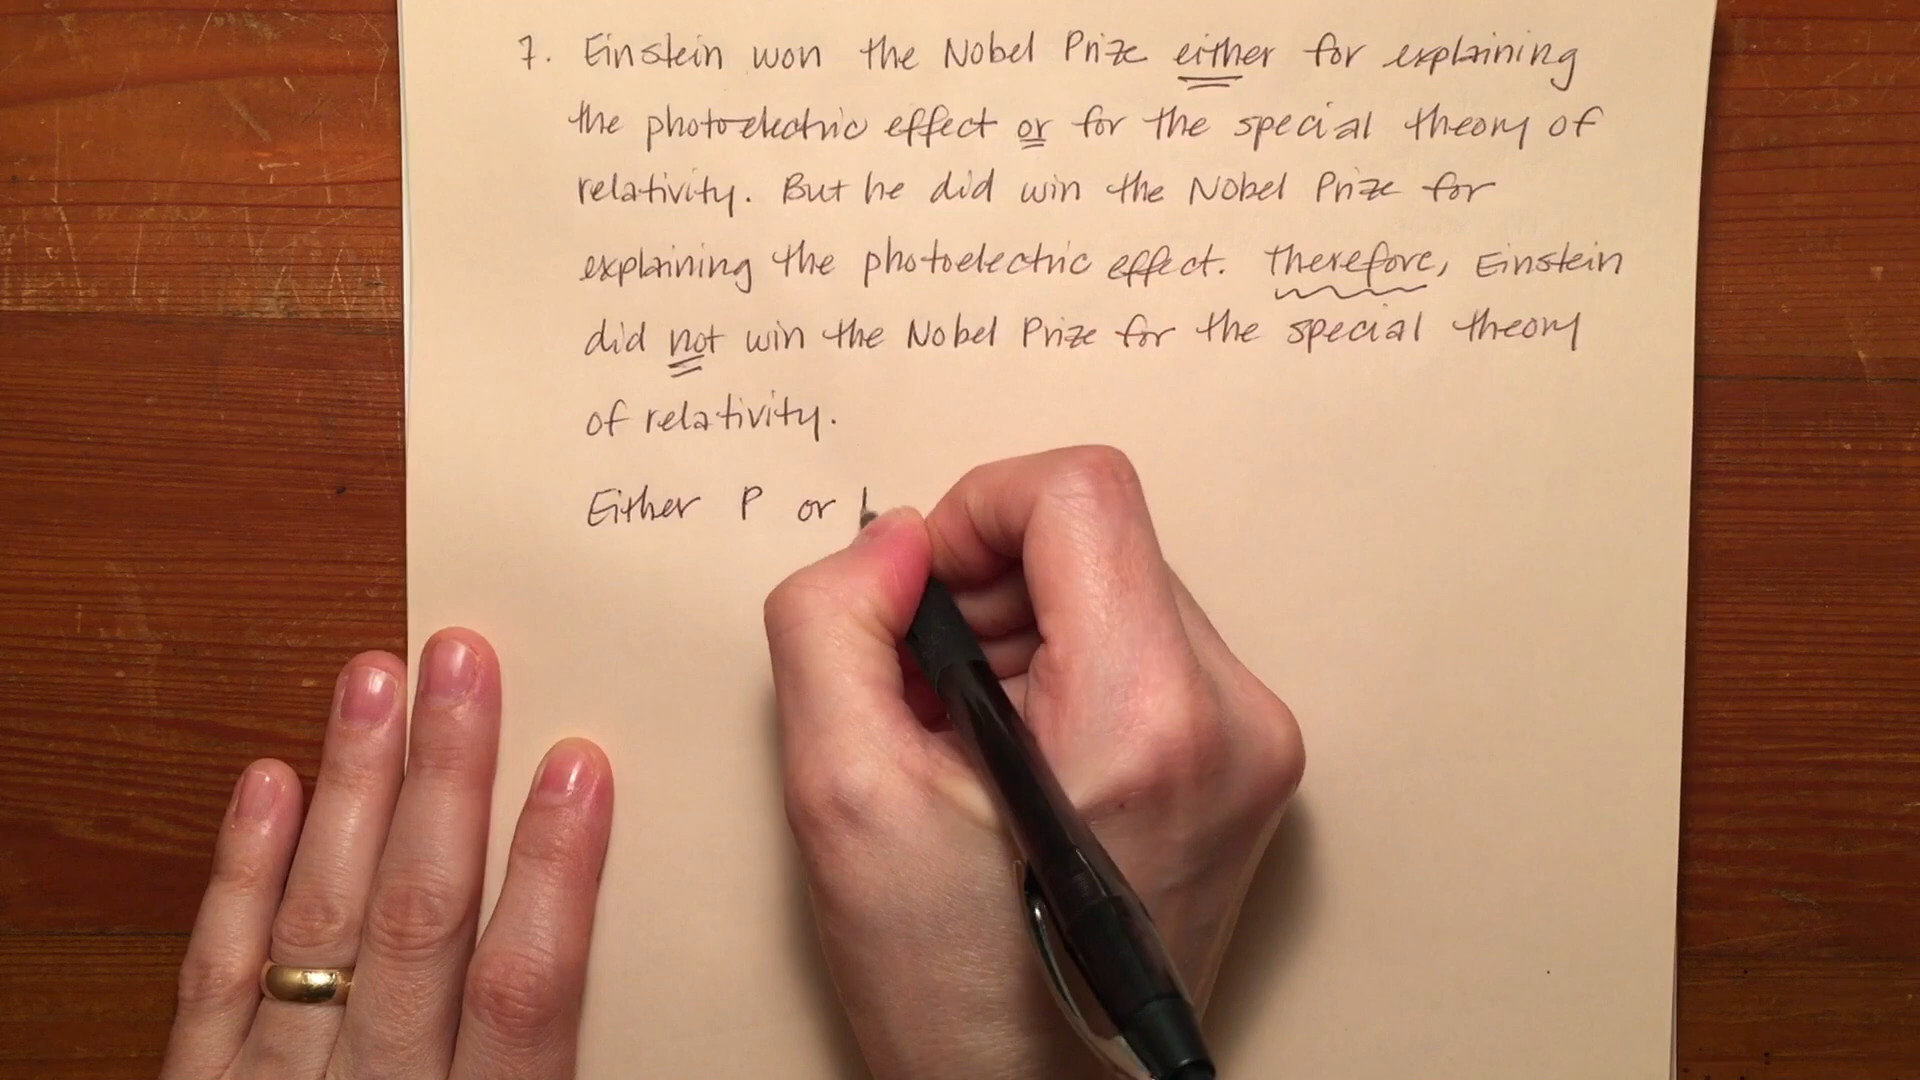 7. Einstein won the Nobel Prize either for explaining
the photoelectric effect or for the special theory of
relativity. But he did win the Nobel Prize for
explaining the photoelectric effect. Therefore, Einstein
did not win the Nobel Prize for the special theory
of relativity.
Either P or